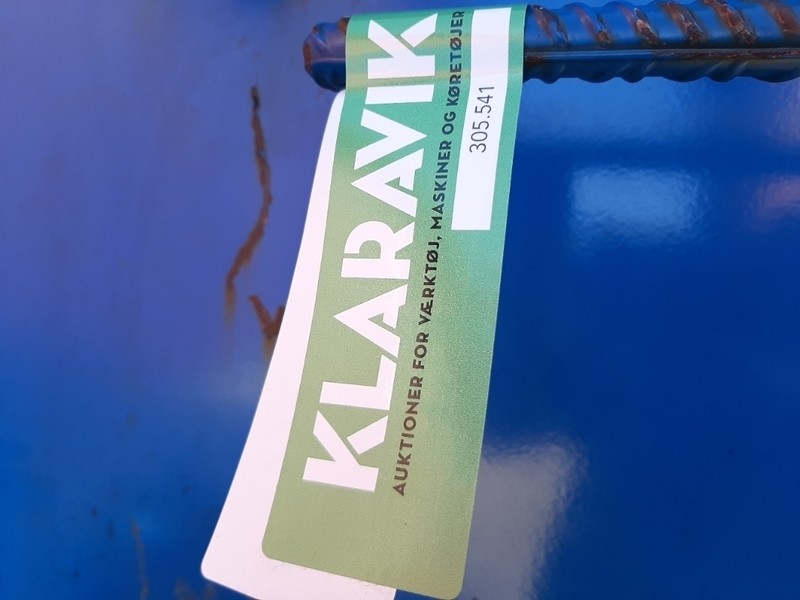 KLARAVIK
AUKTIONER FOR VÆRKTØJ, MASKINER OG KØRETØJER
305.541